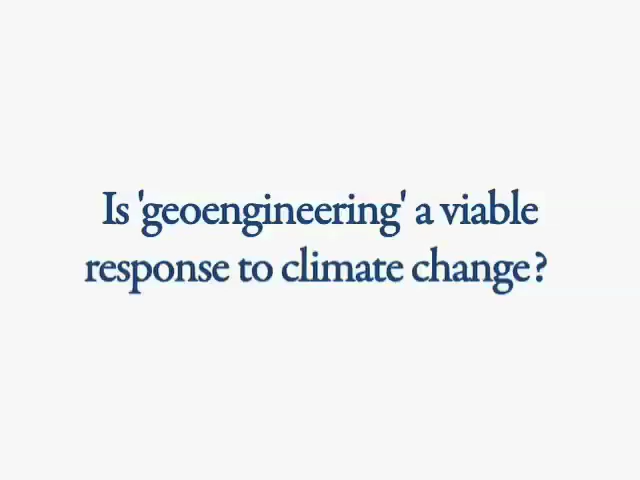 Is 'geoengineering' a viable
response to climate change?